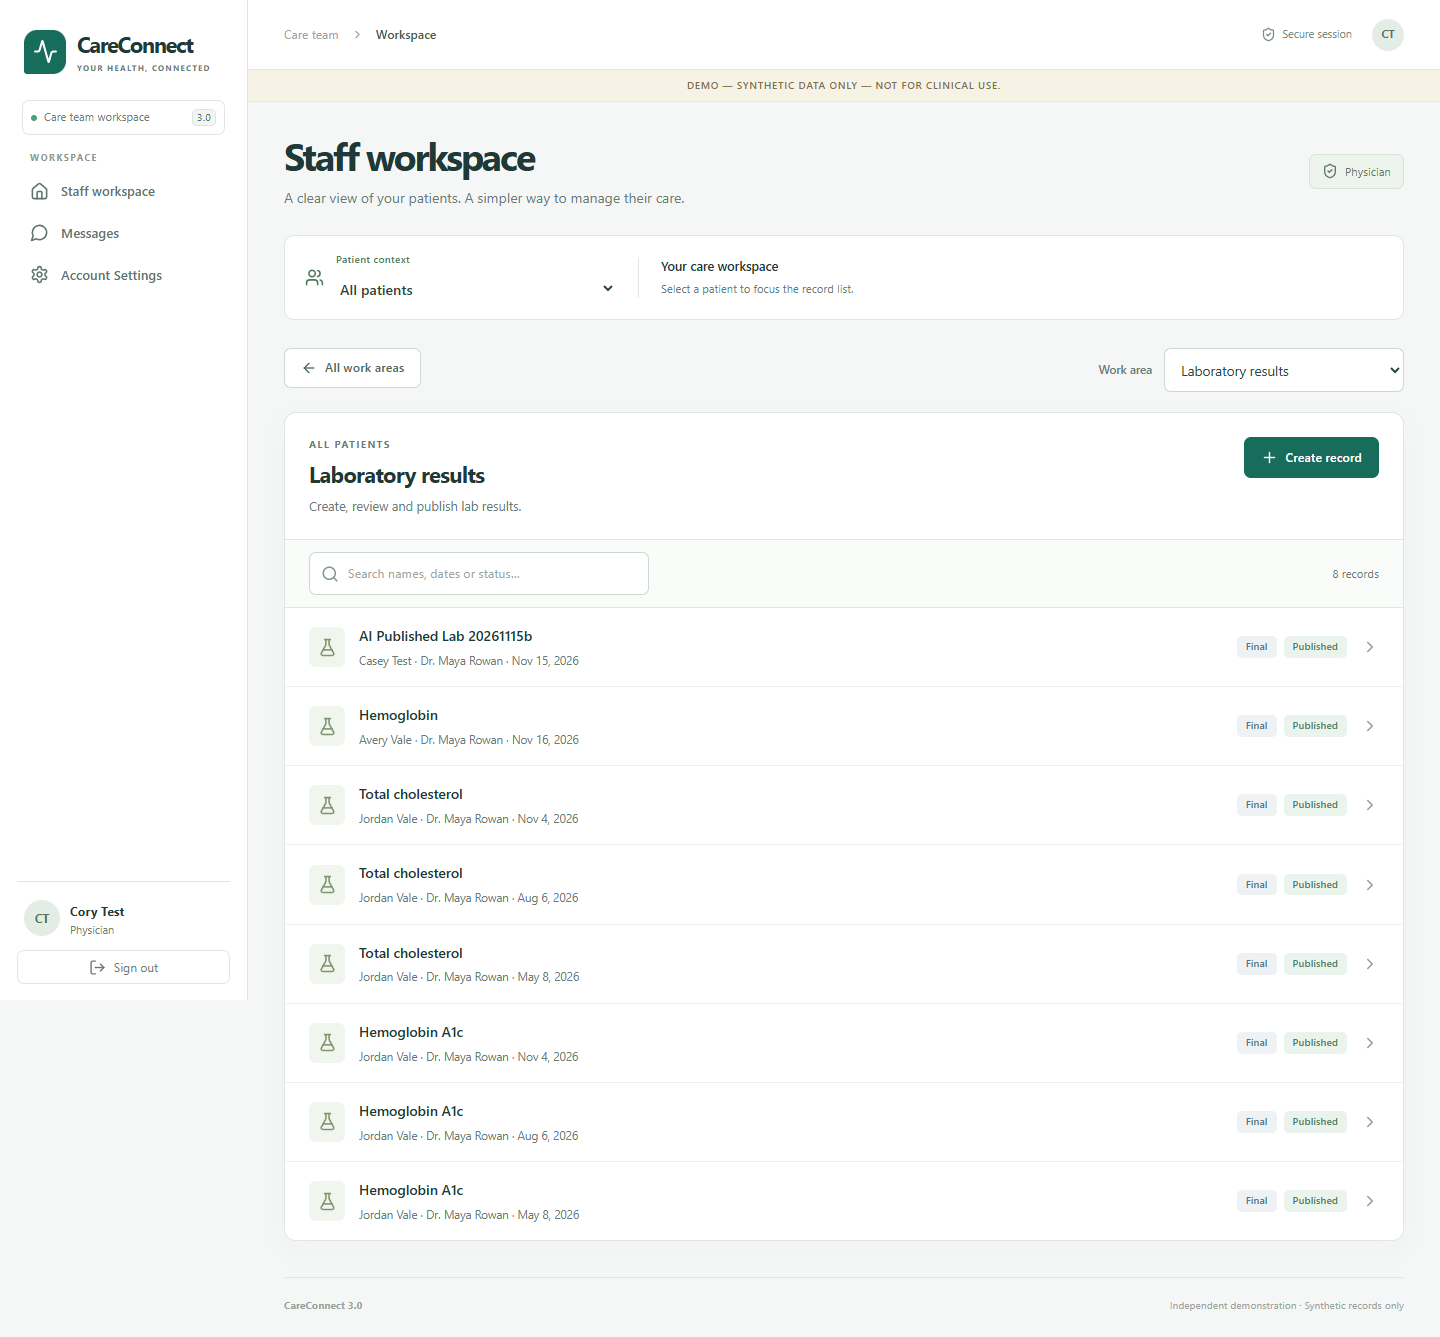 CareConnect
YOUR HEALTH, CONNECTED
Care team workspace 3.0
WORKSPACE
Staff workspace
Messages
Account Settings
CT Cory Test
Physician
Sign out
Care team > Workspace
Secure session CT
DEMO — SYNTHETIC DATA ONLY — NOT FOR CLINICAL USE.
Staff workspace
A clear view of your patients. A simpler way to manage their care.
Physician
Patient context
All patients
Your care workspace
Select a patient to focus the record list.
All work areas
Work area Laboratory results
ALL PATIENTS
Laboratory results
Create, review and publish lab results.
Create record
Search names, dates or status...
8 records
AI Published Lab 20261115b
Casey Test · Dr. Maya Rowan · Nov 15, 2026
Final Published
Hemoglobin
Avery Vale · Dr. Maya Rowan · Nov 16, 2026
Final Published
Total cholesterol
Jordan Vale · Dr. Maya Rowan · Nov 4, 2026
Final Published
Total cholesterol
Jordan Vale · Dr. Maya Rowan · Aug 6, 2026
Final Published
Total cholesterol
Jordan Vale · Dr. Maya Rowan · May 8, 2026
Final Published
Hemoglobin A1c
Jordan Vale · Dr. Maya Rowan · Nov 4, 2026
Final Published
Hemoglobin A1c
Jordan Vale · Dr. Maya Rowan · Aug 6, 2026
Final Published
Hemoglobin A1c
Jordan Vale · Dr. Maya Rowan · May 8, 2026
Final Published
CareConnect 3.0
Independent demonstration · Synthetic records only